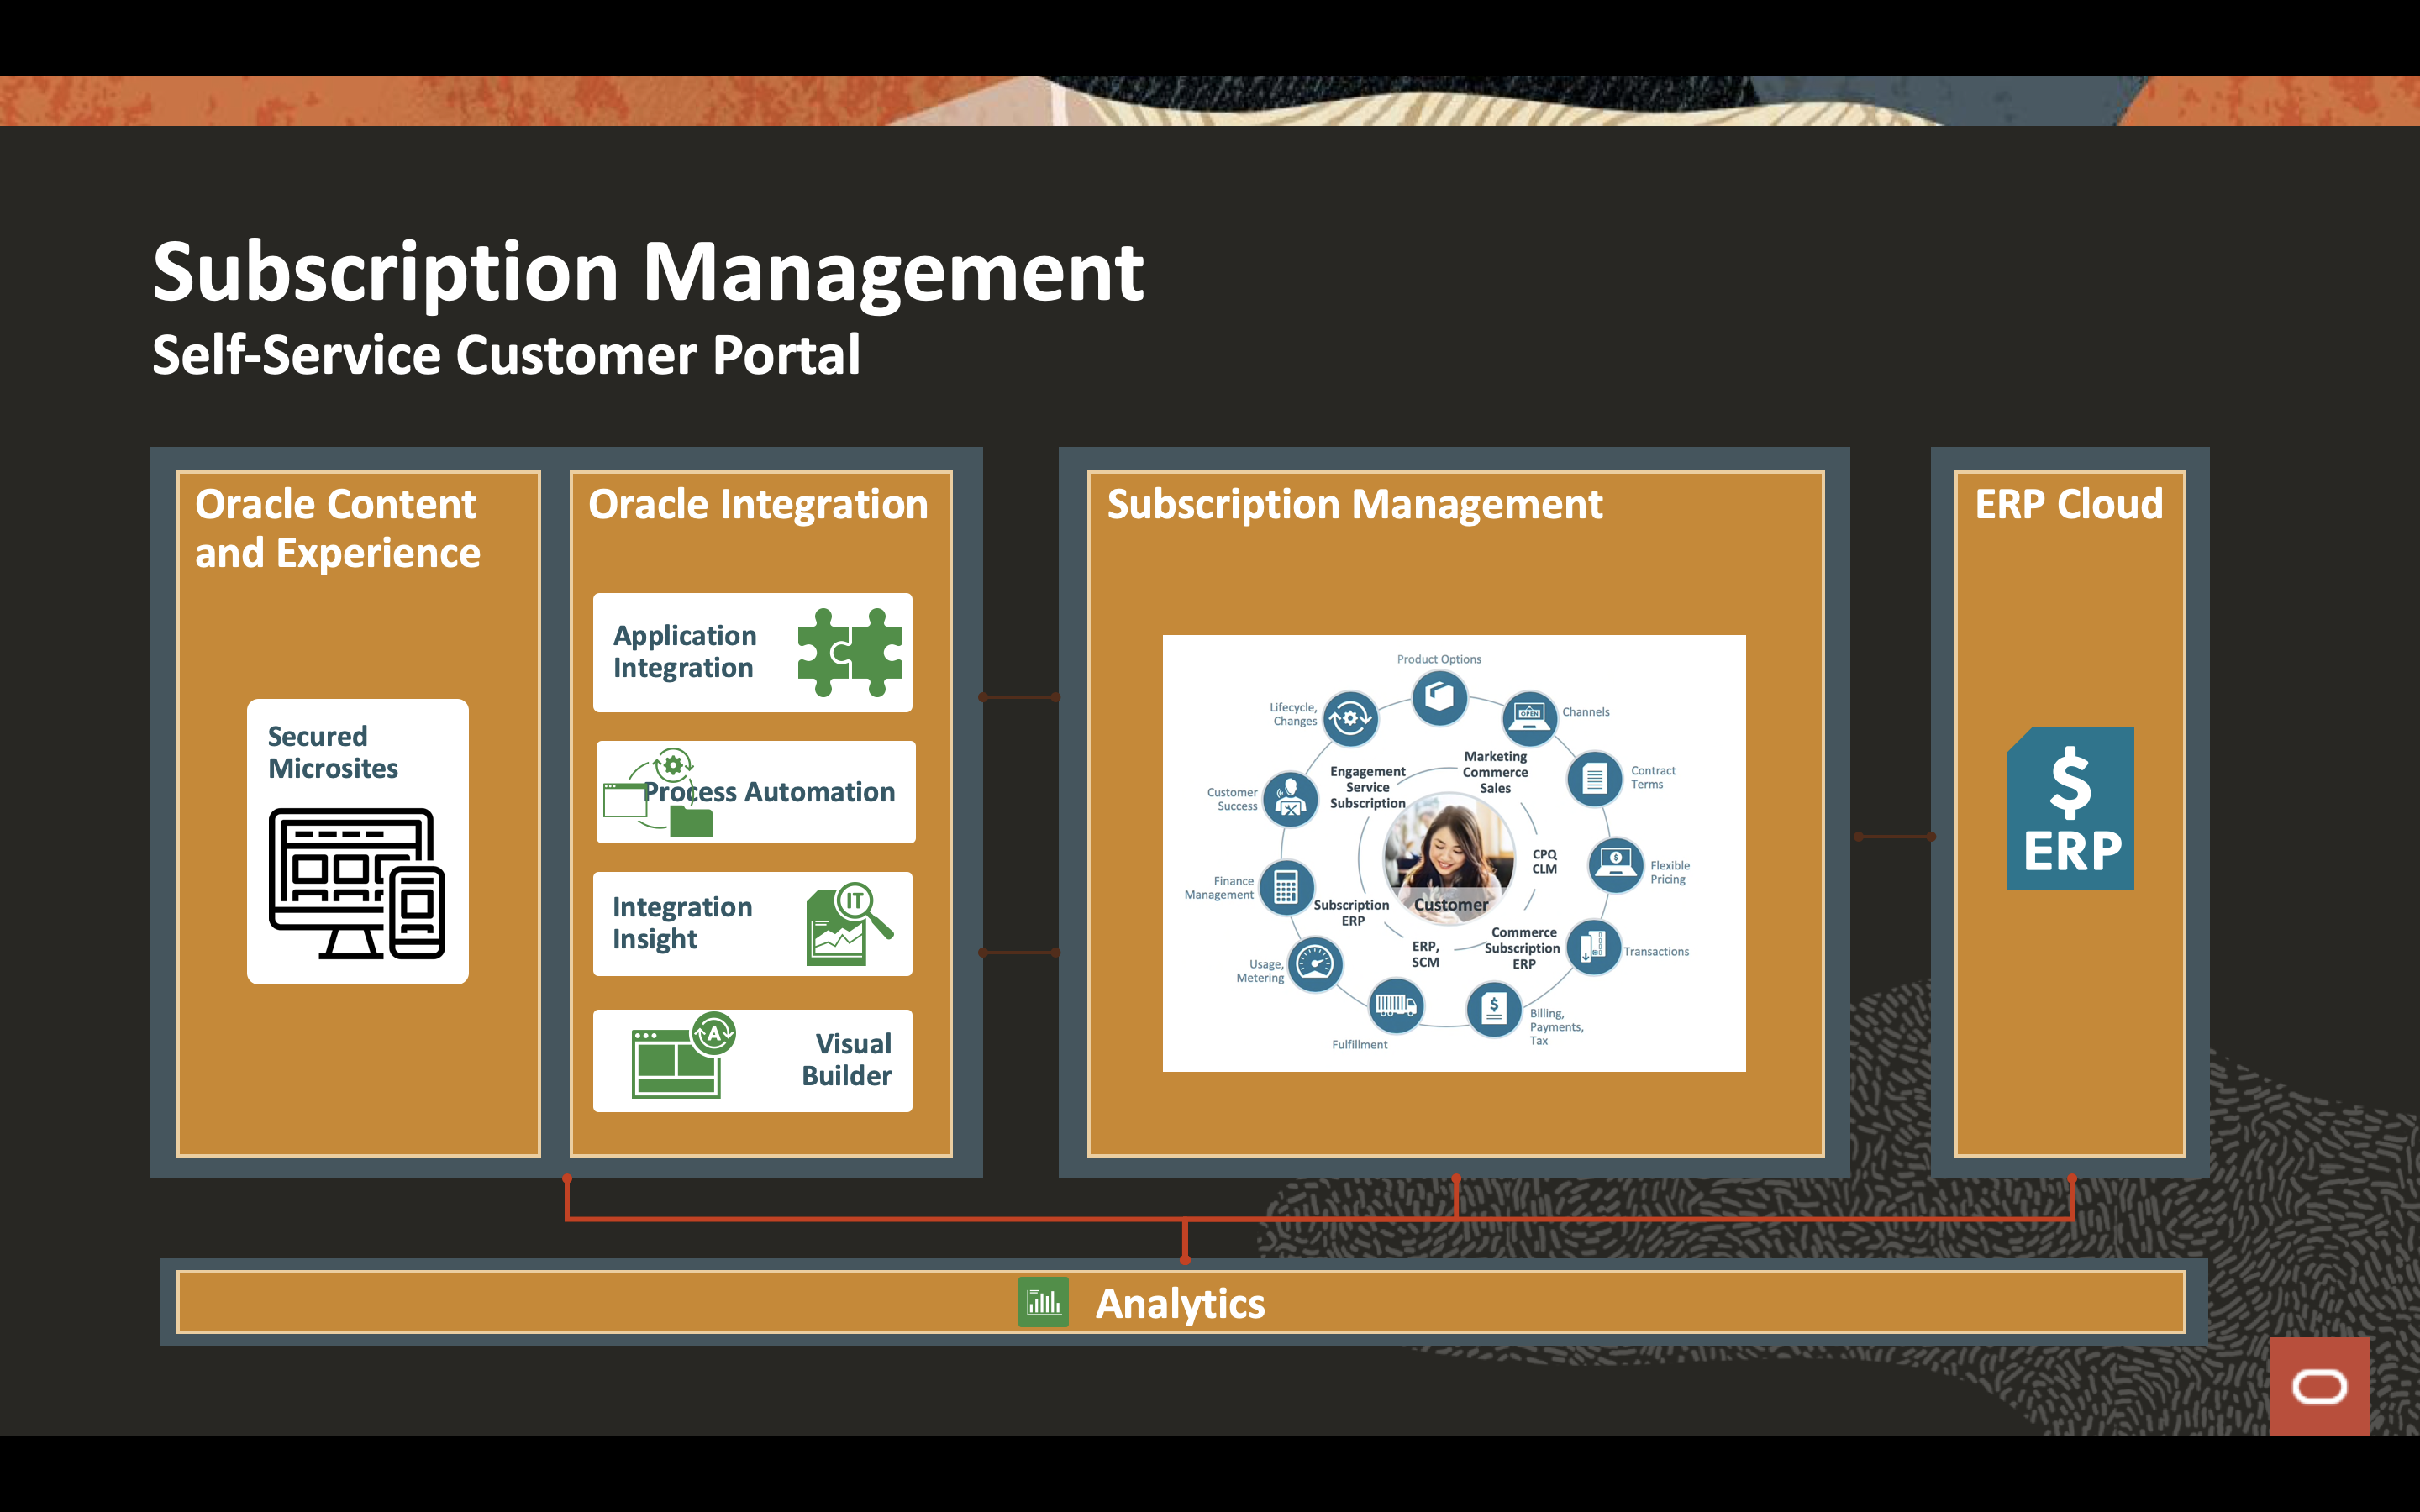 Subscription Management
Self-Service Customer Portal
Oracle Content
and Experience
Secured
Microsites
Oracle Integration
Application
Integration
Process Automation
Integration
Insight
IT
Visual
Builder
A
Subscription Management
Product Options
Channels
OPEN
Contract
Terms
Flexible
Pricing
$
Transactions
Billing,
Payments,
Tax
$
Fulfillment
Usage,
Metering
Finance
Management
Customer
Success
Lifecycle,
Changes
Marketing
Commerce
Sales
CPQ
CLM
Commerce
Subscription
ERP
ERP,
SCM
Subscription
ERP
Engagement
Service
Subscription
Customer
ERP Cloud
$
ERP
Analytics